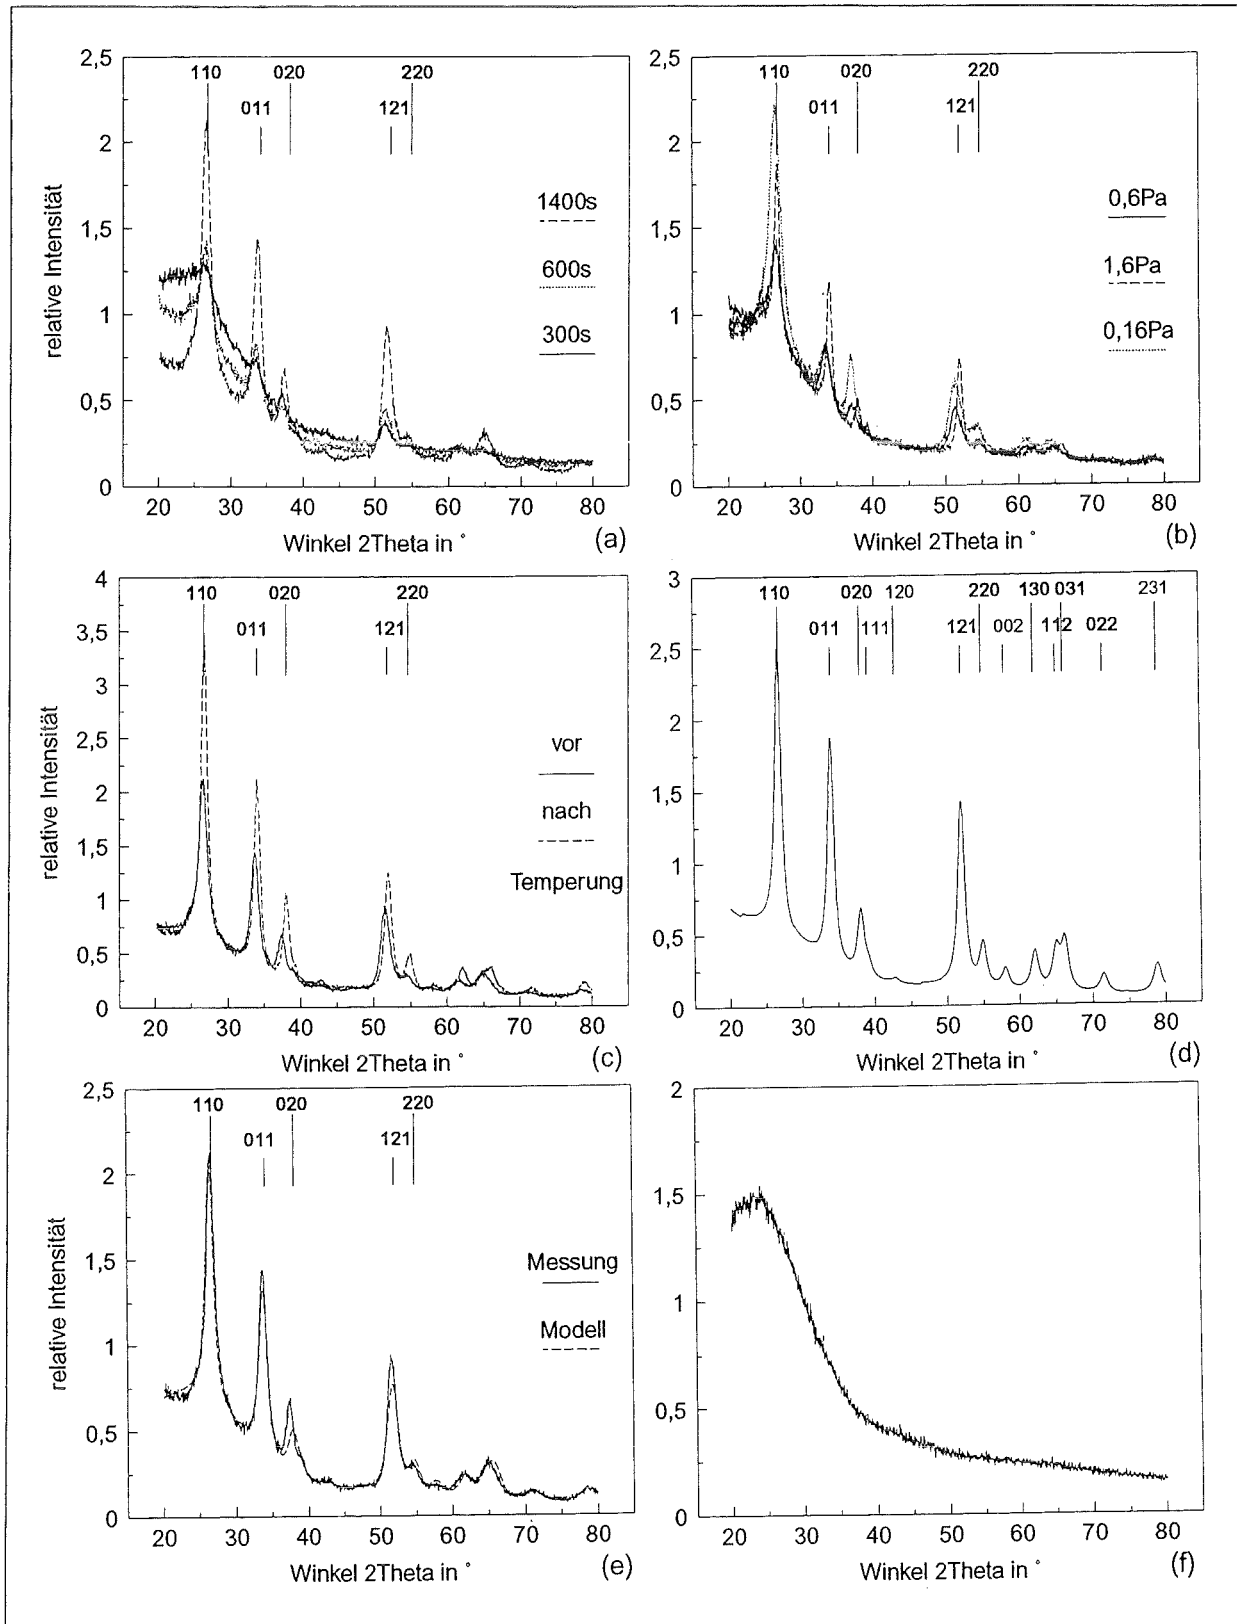 2,5
2
1,5
1
0,5
0
relative Intensität
110
020
220
011
121
1400s
600s
300s
20 30 40 50 60 70 80
Winkel 2Theta in °
(a)
2,5
2
1,5
1
0,5
0
110
020
220
011
121
0,6Pa
1,6Pa
0,16Pa
20 30 40 50 60 70 80
Winkel 2Theta in °
(b)
4
3,5
3
2,5
2
1,5
1
0,5
0
relative Intensität
110
020
220
011
121
vor
nach
Temperung
20 30 40 50 60 70 80
Winkel 2Theta in °
(c)
3
2,5
2
1,5
1
0,5
0
110 020 120 220 130 031 231
011 111 121 002 112 022
20 30 40 50 60 70 80
Winkel 2Theta in °
(d)
2,5
2
1,5
1
0,5
0
relative Intensität
110
020
220
011
121
Messung
Modell
20 30 40 50 60 70 80
Winkel 2Theta in °
(e)
2
1,5
1
0,5
0
20 30 40 50 60 70 80
Winkel 2Theta in °
(f)